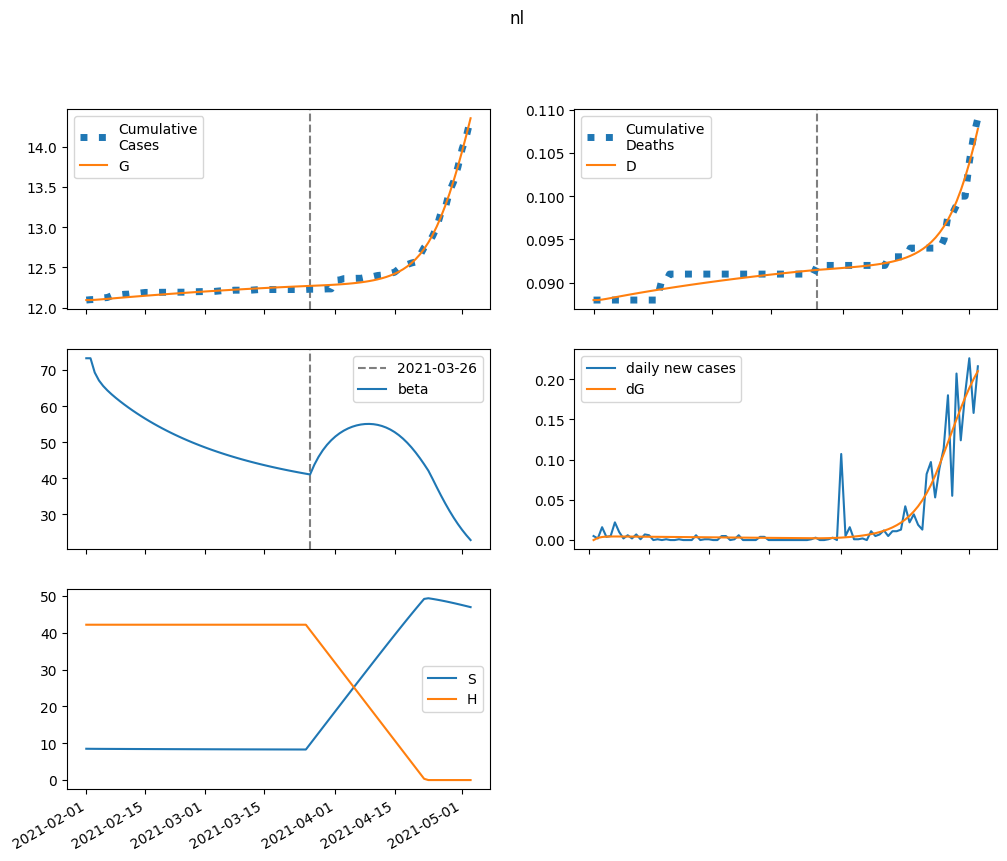 nl
Cumulative
Cases
G
14.0
13.5
13.0
12.5
12.0
Cumulative
Deaths
D
0.110
0.105
0.100
0.095
0.090
2021-03-26
beta
70
60
50
40
30
daily new cases
dG
0.20
0.15
0.10
0.05
0.00
S
H
50
40
30
20
10
0
2021-02-01
2021-02-15
2021-03-01
2021-03-15
2021-04-01
2021-04-15
2021-05-01